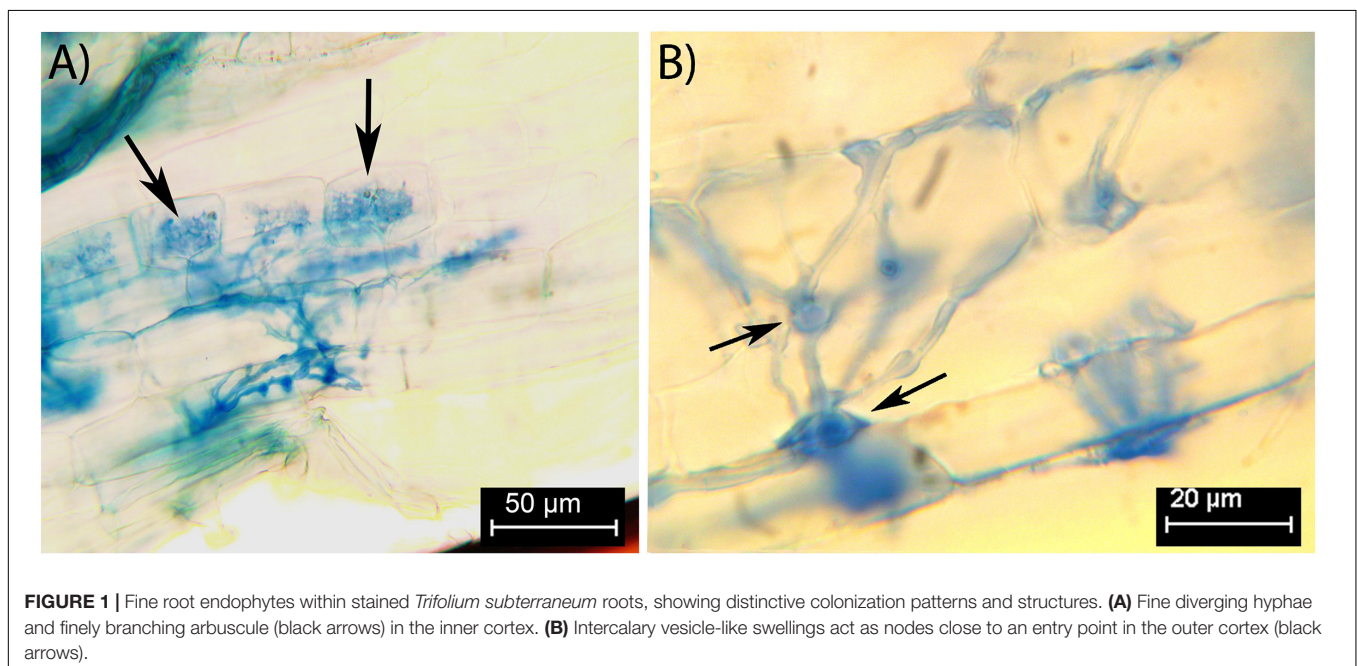 A)
B)
50 µm
20 µm
FIGURE 1 | Fine root endophytes within stained Trifolium subterraneum roots, showing distinctive colonization patterns and structures. (A) Fine diverging hyphae
and finely branching arbuscule (black arrows) in the inner cortex. (B) Intercalary vesicle-like swellings act as nodes close to an entry point in the outer cortex (black
arrows).